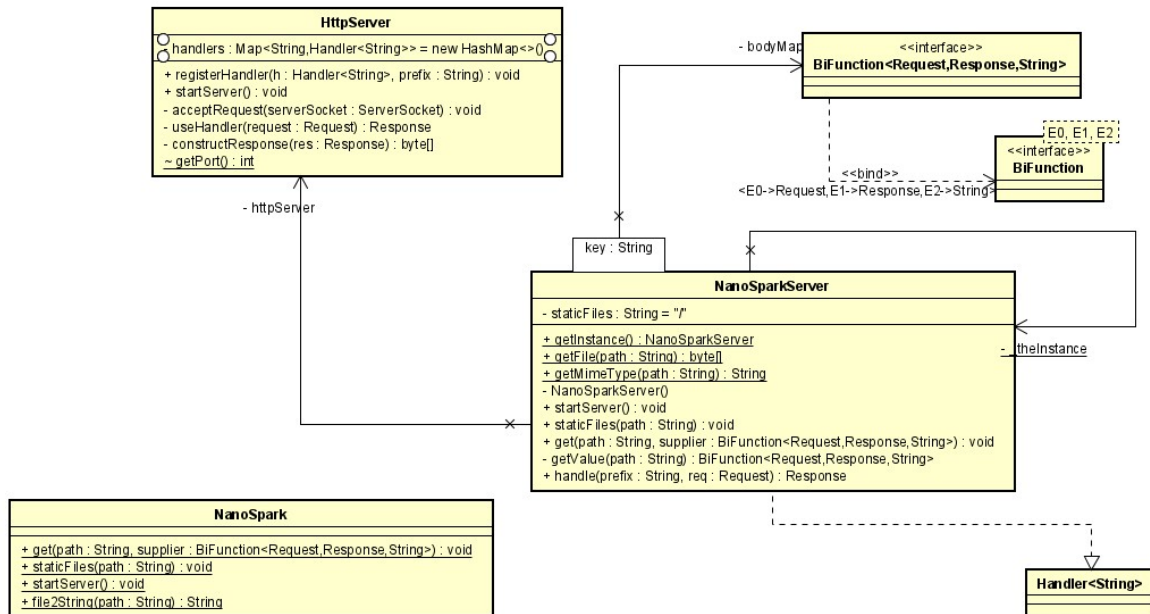 HttpServer
- handlers : Map<String,Handler<String>> = new HashMap<>()
+ registerHandler(h : Handler<String>, prefix : String) : void
+ startServer() : void
- acceptRequest(serverSocket : ServerSocket) : void
- useHandler(request : Request) : Response
- constructResponse(res : Response) : byte[]
~ getPort() : int
- bodyMap
<<interface>>
BiFunction<Request,Response,String>
E0, E1, E2
<<interface>>
BiFunction
<<bind>>
<E0->Request,E1->Response,E2->String>
- httpServer
key : String
NanoSparkServer
- staticFiles : String = "/"
+ getInstance() : NanoSparkServer
+ getFile(path : String) : byte[]
+ getMimeType(path : String) : String
- NanoSparkServer()
+ startServer() : void
+ staticFiles(path : String) : void
+ get(path : String, supplier : BiFunction<Request,Response,String>) : void
- getValue(path : String) : BiFunction<Request,Response,String>
+ handle(prefix : String, req : Request) : Response
- _theInstance
NanoSpark
+ get(path : String, supplier : BiFunction<Request,Response,String>) : void
+ staticFiles(path : String) : void
+ startServer() : void
+ file2String(path : String) : String
Handler<String>